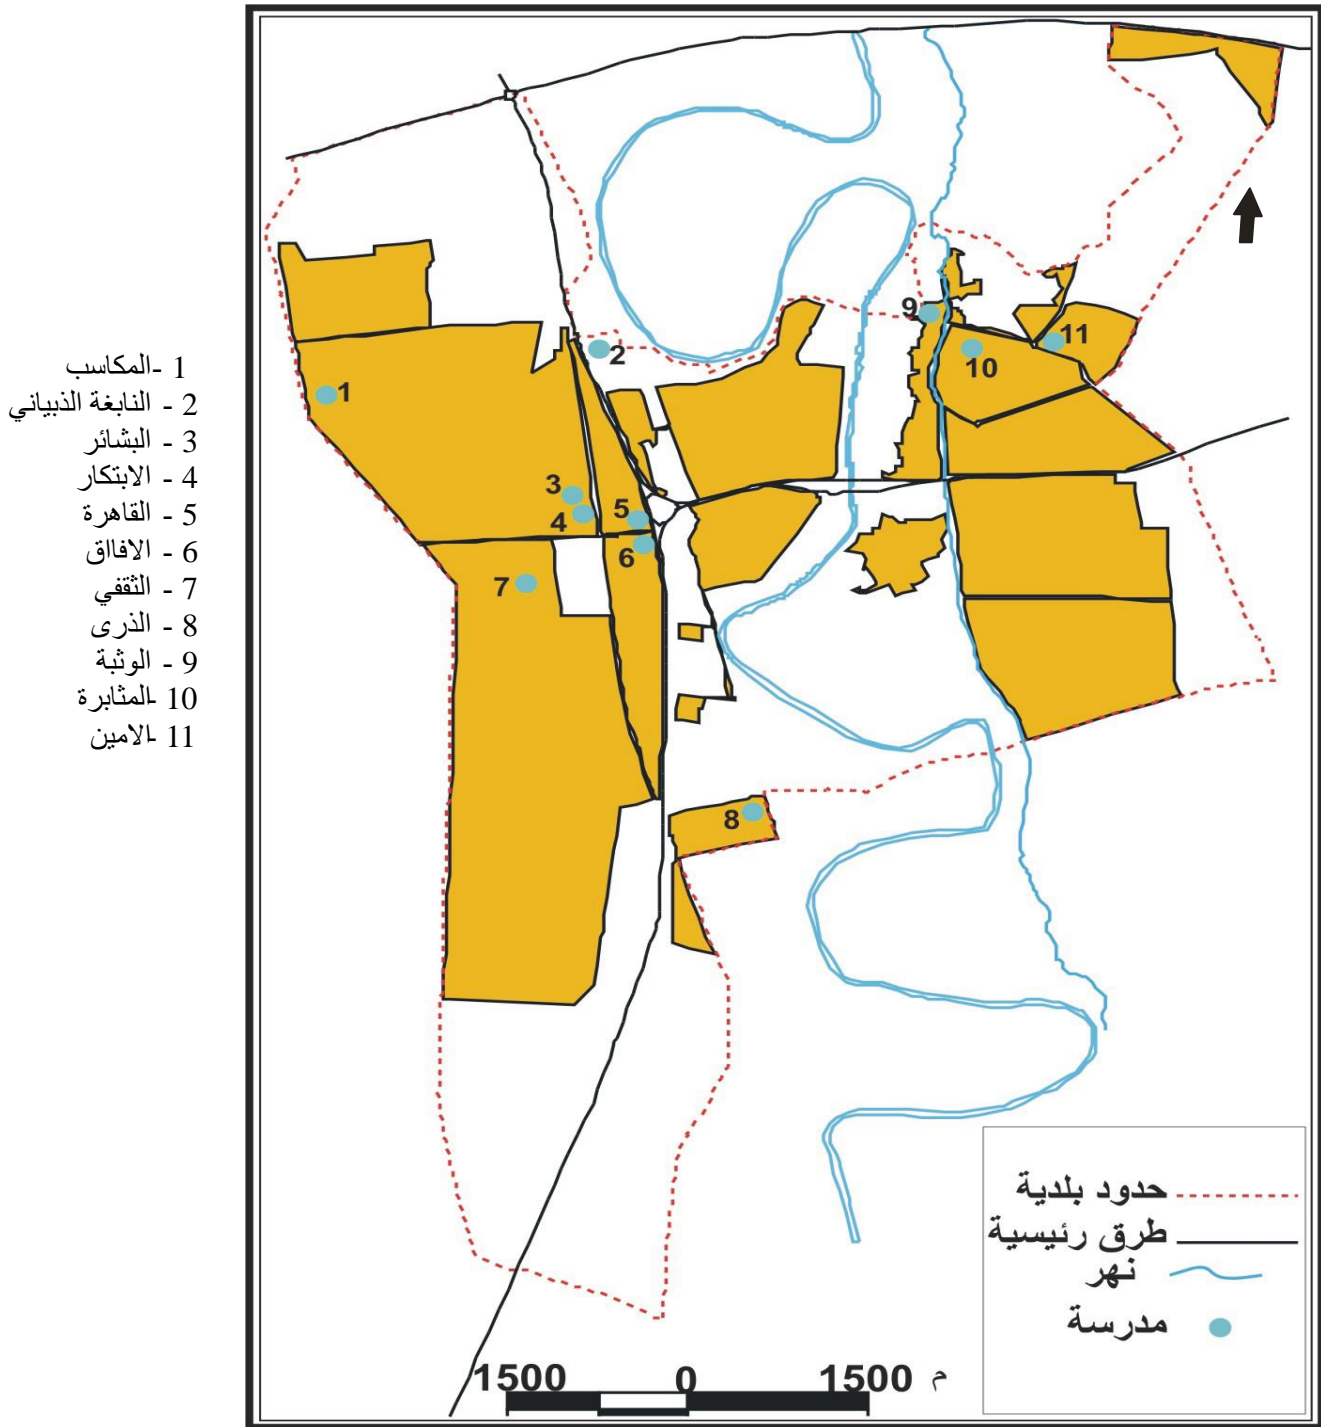 1 -المكاسب
2 - النابغة الذبياني
3 - البشائر
4 - الابتكار
5 - القاهرة
6 - الافااق
7 - الثقفي
8 - الذرى
9 - الوثبة
10 -المثابرة
11 -الامين
9
11
2
10
1
3
4
5
6
7
8
حدود بلدية
طرق رئيسية
نهر
مدرسة
1500 0 1500 م